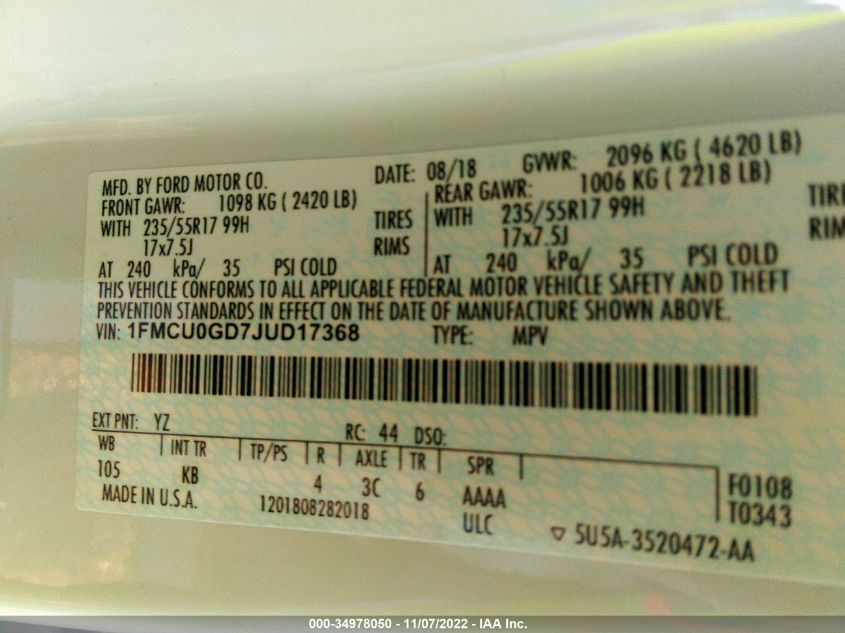 MFD. BY FORD MOTOR CO. DATE: 08/18 GVWR: 2096 KG ( 4620 LB)
FRONT GAWR: 1098 KG ( 2420 LB) REAR GAWR: 1006 KG ( 2218 LB)
WITH 235/55R17 99H TIRES WITH 235/55R17 99H TIRE
17x7.5J RIMS 17x7.5J RIM
AT 240 kPa/ 35 PSI COLD AT 240 kPa/ 35 PSI COLD
THIS VEHICLE CONFORMS TO ALL APPLICABLE FEDERAL MOTOR VEHICLE SAFETY AND THEFT
PREVENTION STANDARDS IN EFFECT ON THE DATE OF MANUFACTURE SHOWN ABOVE.
VIN: 1FMCU0GD7JUD17368 TYPE: MPV
EXT PNT: YZ RC: 44 DSO:
WB INT TR TP/PS R AXLE TR SPR
105 KB 4 3C 6 AAAA F0108
MADE IN U.S.A. 1201808282018 ULC T0343
▽ 5U5A-3520472-AA
000-34978050 - 11/07/2022 - IAA Inc.